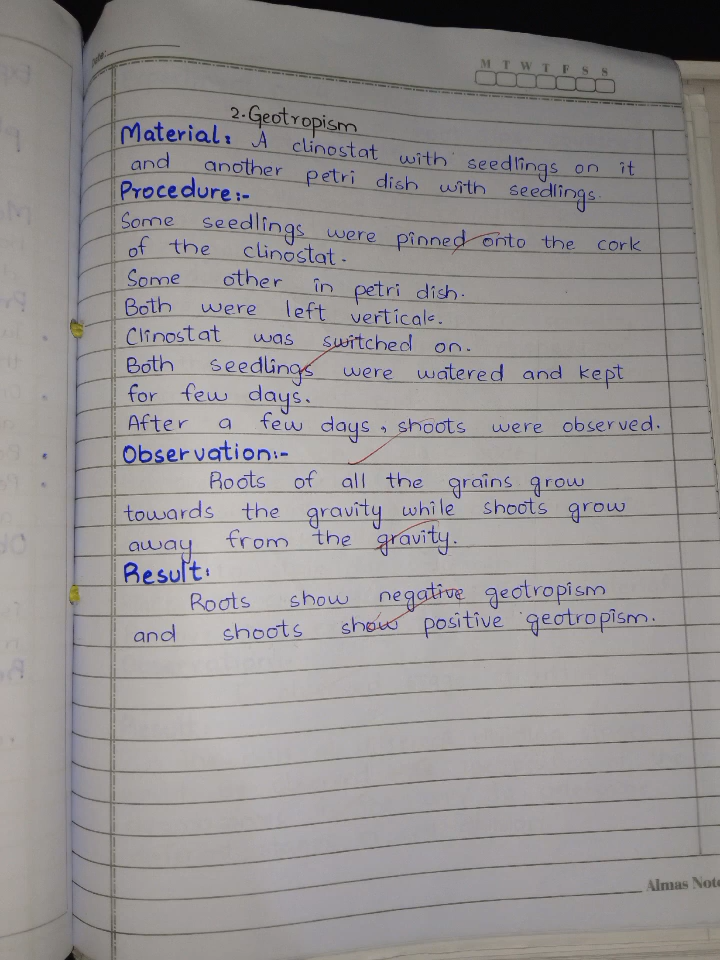 Date:
M T W T F S S
2. Geotropism
Material: A clinostat with seedlings on it
and another petri dish with seedlings.
Procedure:-
Some seedlings were pinned onto the cork
of the clinostat.
Some other in petri dish.
Both were left vertical.
Clinostat was switched on.
Both seedlings were watered and kept
for few days.
After a few days, shoots were observed.
Observation:-
Roots of all the grains grow
towards the gravity while shoots grow
away from the gravity.
Result:
Roots show negative geotropism
and shoots show positive geotropism.
Almas Note